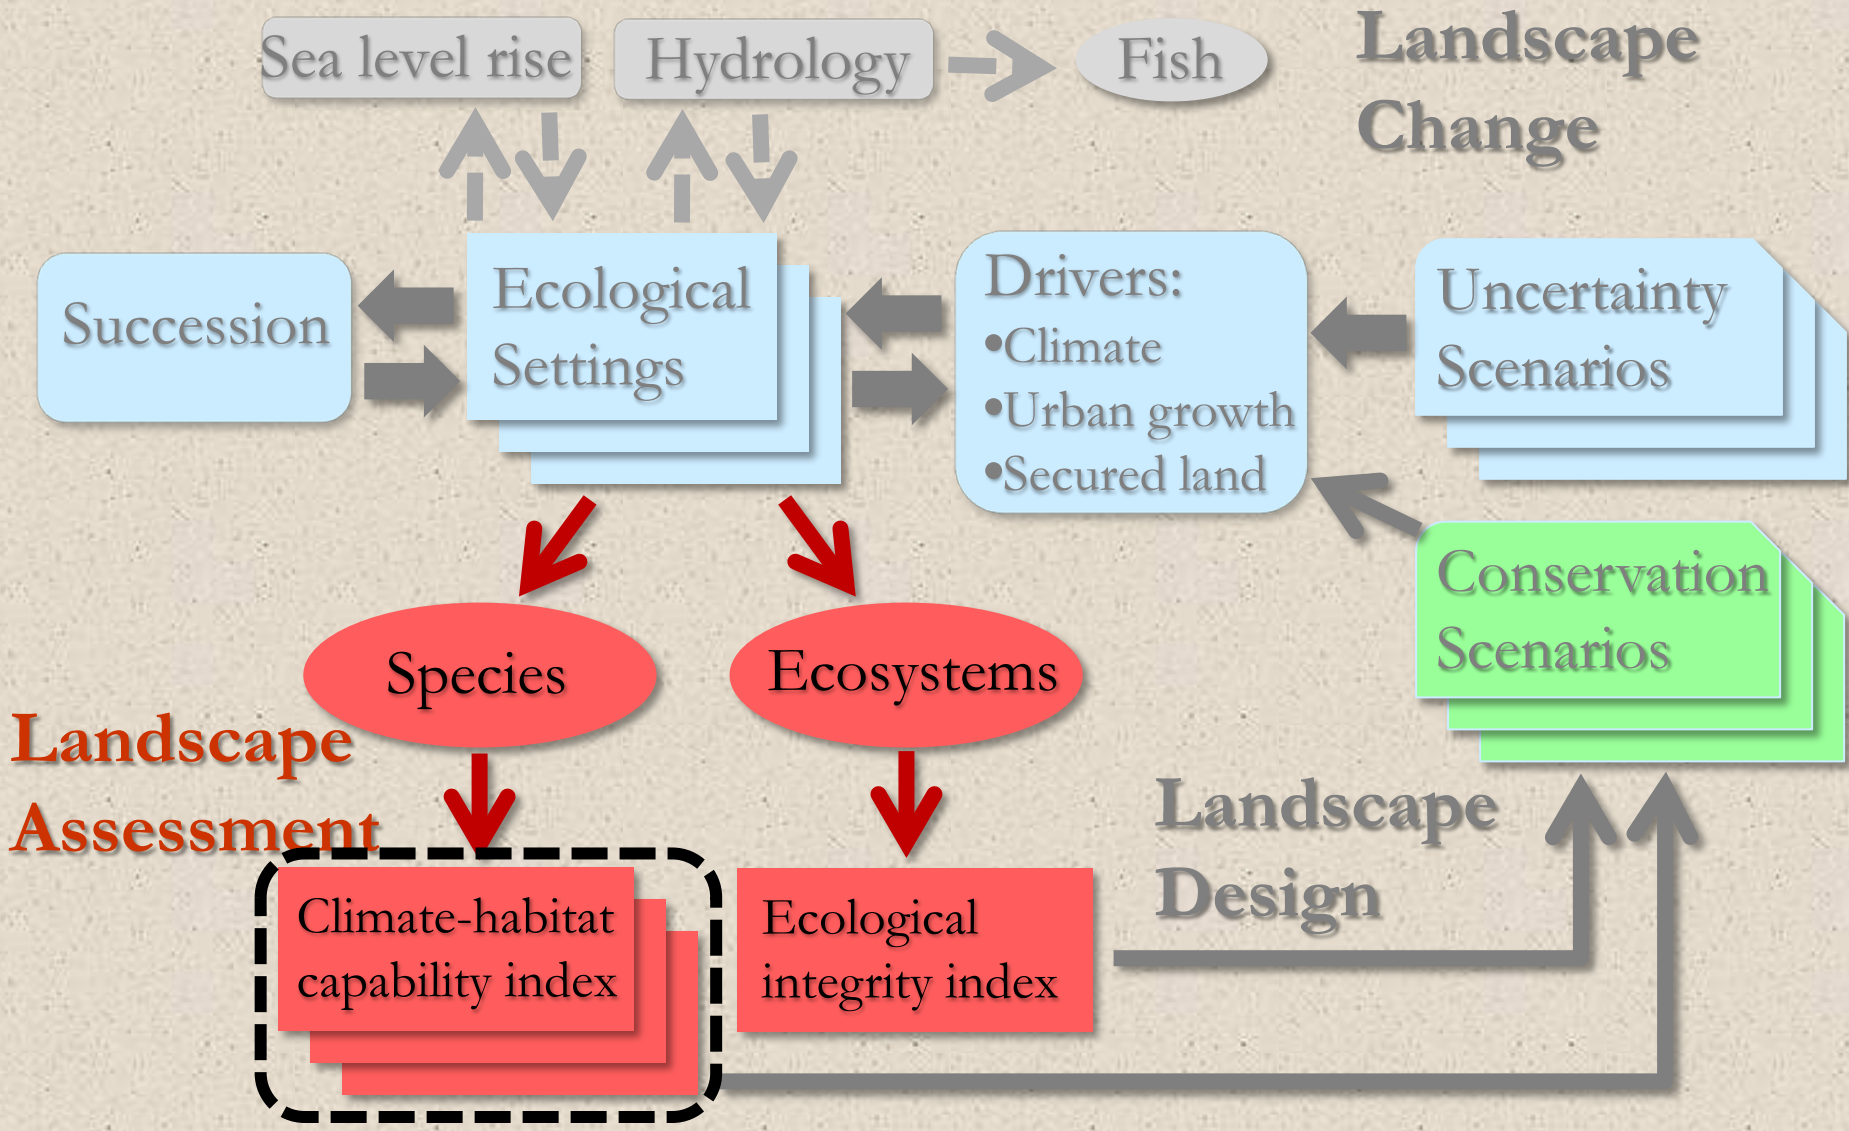 Sea level rise
Hydrology
Fish
Landscape
Change
Succession
Ecological
Settings
Drivers:
•Climate
•Urban growth
•Secured land
Uncertainty
Scenarios
Conservation
Scenarios
Species
Ecosystems
Landscape
Assessment
Landscape
Design
Climate-habitat
capability index
Ecological
integrity index